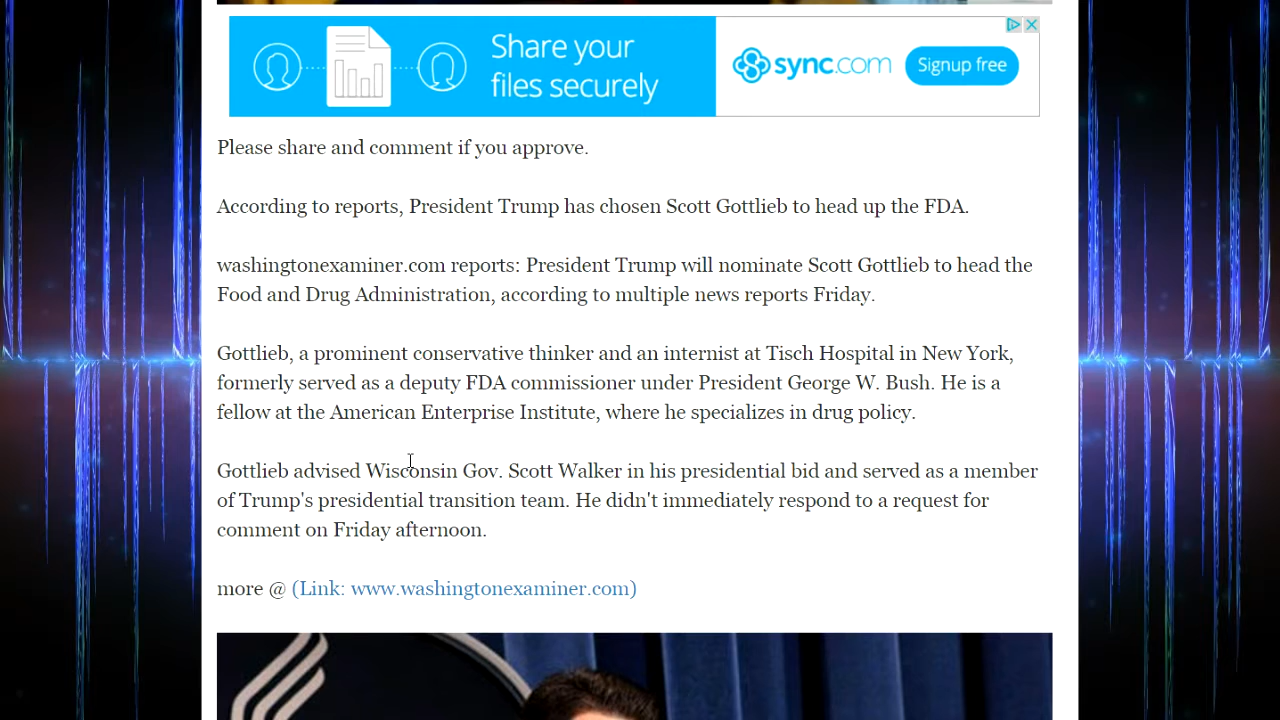 Share your
files securely
sync.com
Signup free
Please share and comment if you approve.
According to reports, President Trump has chosen Scott Gottlieb to head up the FDA.
washingtonexaminer.com reports: President Trump will nominate Scott Gottlieb to head the
Food and Drug Administration, according to multiple news reports Friday.
Gottlieb, a prominent conservative thinker and an internist at Tisch Hospital in New York,
formerly served as a deputy FDA commissioner under President George W. Bush. He is a
fellow at the American Enterprise Institute, where he specializes in drug policy.
Gottlieb advised Wisconsin Gov. Scott Walker in his presidential bid and served as a member
of Trump's presidential transition team. He didn't immediately respond to a request for
comment on Friday afternoon.
more @ (Link: www.washingtonexaminer.com)